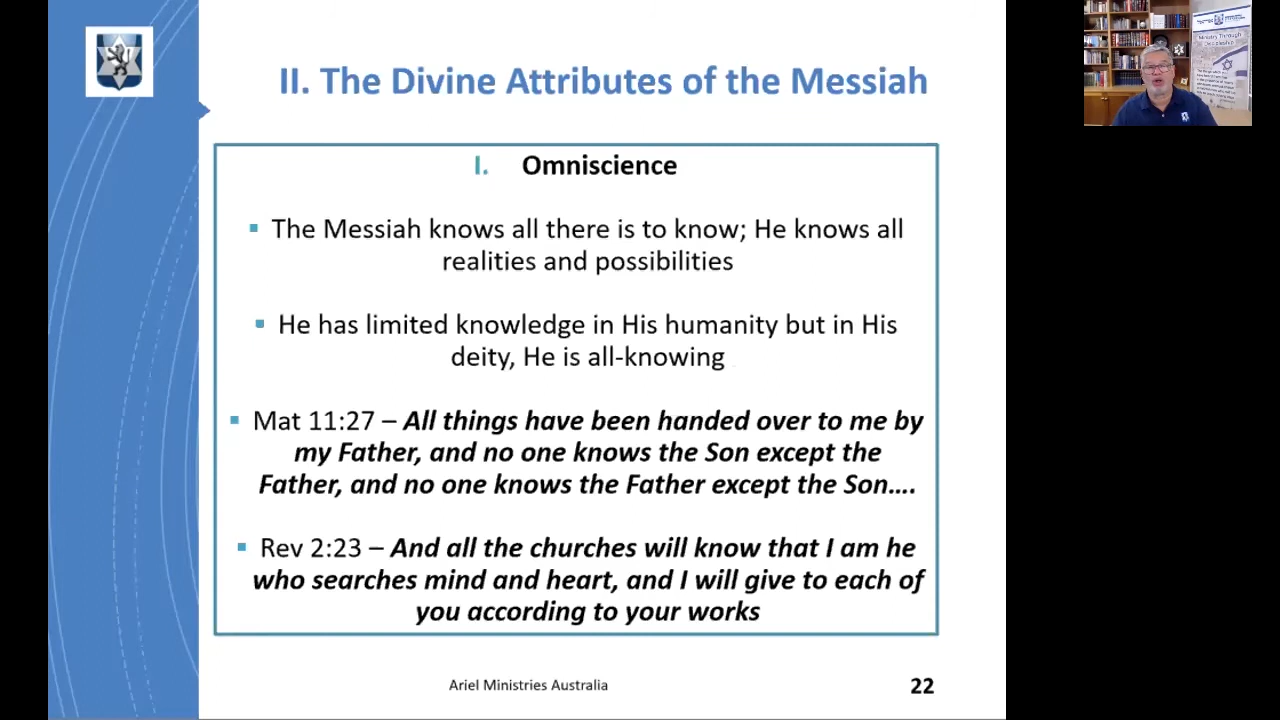 II. The Divine Attributes of the Messiah
I. Omniscience
▪ The Messiah knows all there is to know; He knows all
realities and possibilities
▪ He has limited knowledge in His humanity but in His
deity, He is all-knowing
▪ Mat 11:27 – All things have been handed over to me by
my Father, and no one knows the Son except the
Father, and no one knows the Father except the Son….
▪ Rev 2:23 – And all the churches will know that I am he
who searches mind and heart, and I will give to each of
you according to your works
Ariel Ministries Australia
22
Ministry Through